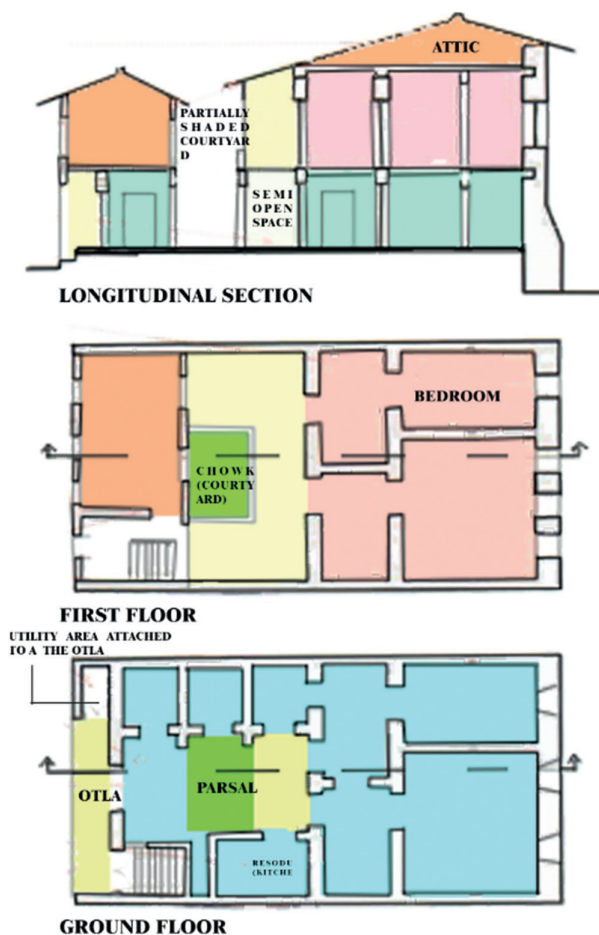 ATTIC
PARTIALLY
SHADED
COURTYAR
D
SEMI
OPEN
SPACE
LONGITUDINAL SECTION
BEDROOM
CHOWK
(COURTY
ARD)
FIRST FLOOR
UTILITY AREA ATTACHED
TO A THE OTLA
OTLA
PARSAL
RESODU
(KITCHE
GROUND FLOOR